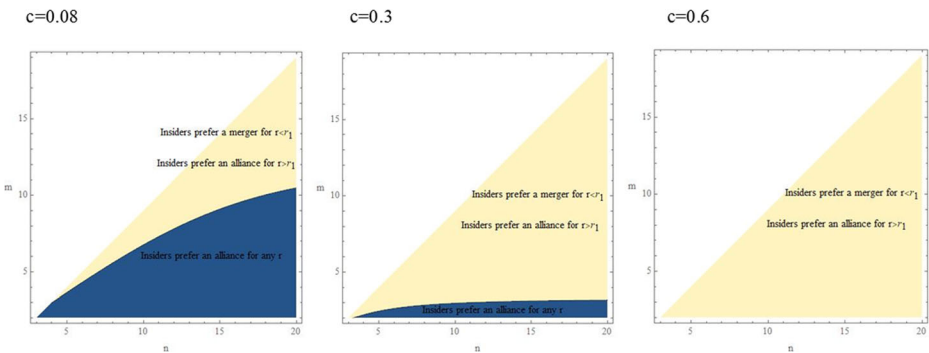 c=0.08
c=0.3
c=0.6
15
10
5
m
5
10
15
20
n
Insiders prefer a merger for r<r1
Insiders prefer an alliance for r>r1
Insiders prefer an alliance for any r
15
10
5
m
5
10
15
20
n
Insiders prefer a merger for r<r1
Insiders prefer an alliance for r>r1
Insiders prefer an alliance for any r
15
10
5
m
5
10
15
20
n
Insiders prefer a merger for r<r1
Insiders prefer an alliance for r>r1